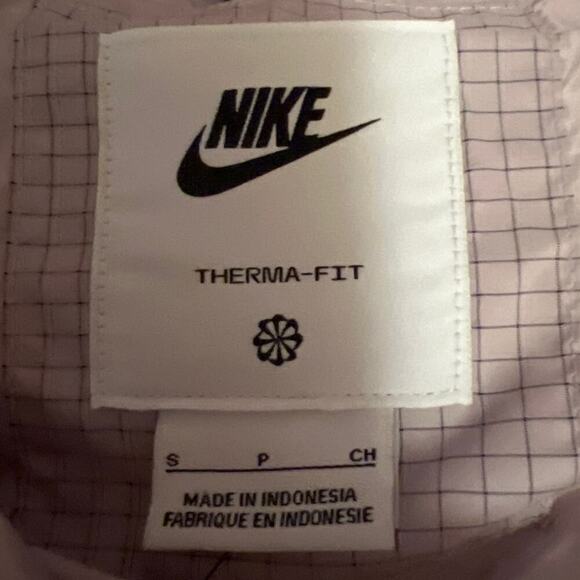 NIKE
THERMA-FIT
S P CH
MADE IN INDONESIA
FABRIQUE EN INDONESIE